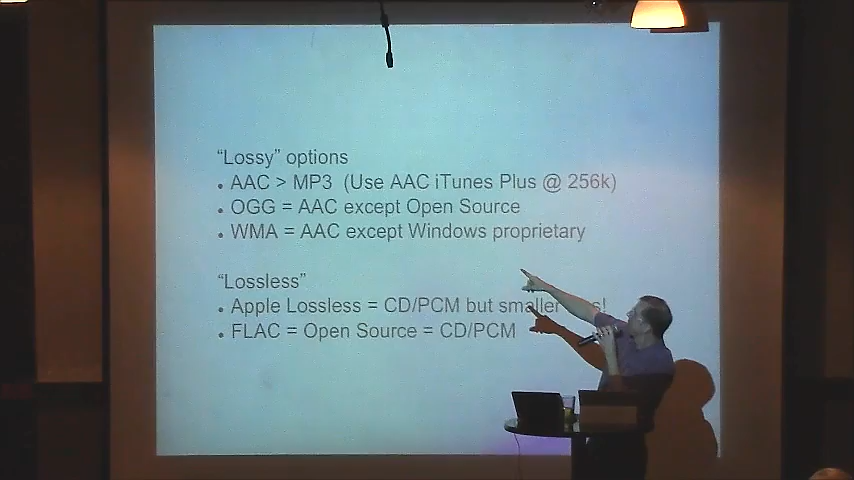 “Lossy” options
• AAC > MP3 (Use AAC iTunes Plus @ 256k)
• OGG = AAC except Open Source
• WMA = AAC except Windows proprietary
“Lossless”
• Apple Lossless = CD/PCM but smaller
• FLAC = Open Source = CD/PCM